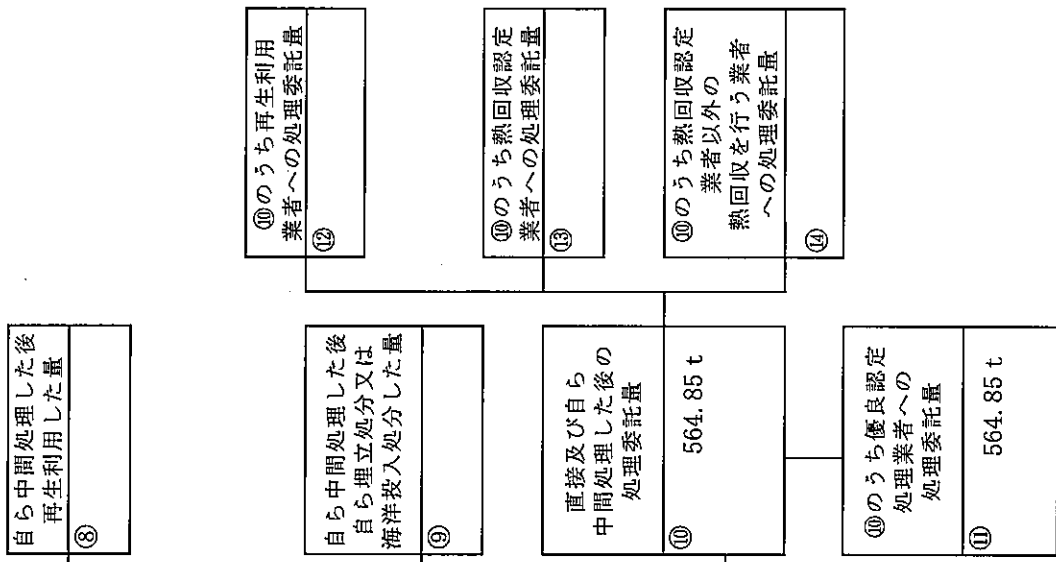 自ら中間処理した後
再生利用した量
⑧
自ら中間処理した後
自ら埋立処分又は
海洋投入処分した量
⑨
直接及び自ら
中間処理した後の
処理委託量
⑩
564.85 t
⑩のうち優良認定
処理業者への
処理委託量
⑪
564.85 t
⑩のうち再生利用
業者への処理委託量
⑫
⑩のうち熱回収認定
業者への処理委託量
⑬
⑩のうち熱回収認定
業者以外の
熱回収を行う業者
への処理委託量
⑭